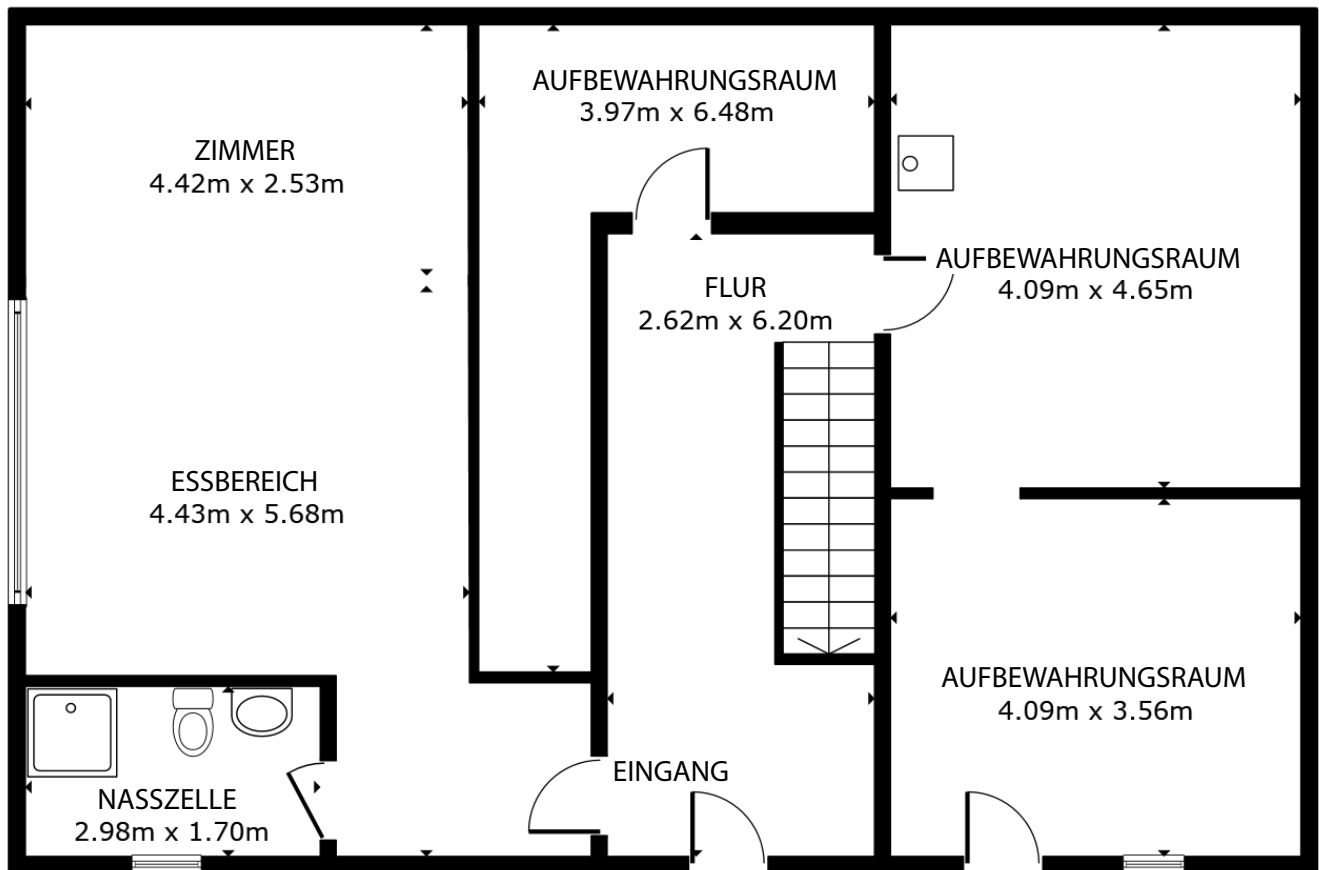 AUFBEWAHRUNGSRAUM
3.97m x 6.48m
ZIMMER
4.42m x 2.53m
AUFBEWAHRUNGSRAUM
4.09m x 4.65m
FLUR
2.62m x 6.20m
ESSBEREICH
4.43m x 5.68m
AUFBEWAHRUNGSRAUM
4.09m x 3.56m
EINGANG
NASSZELLE
2.98m x 1.70m